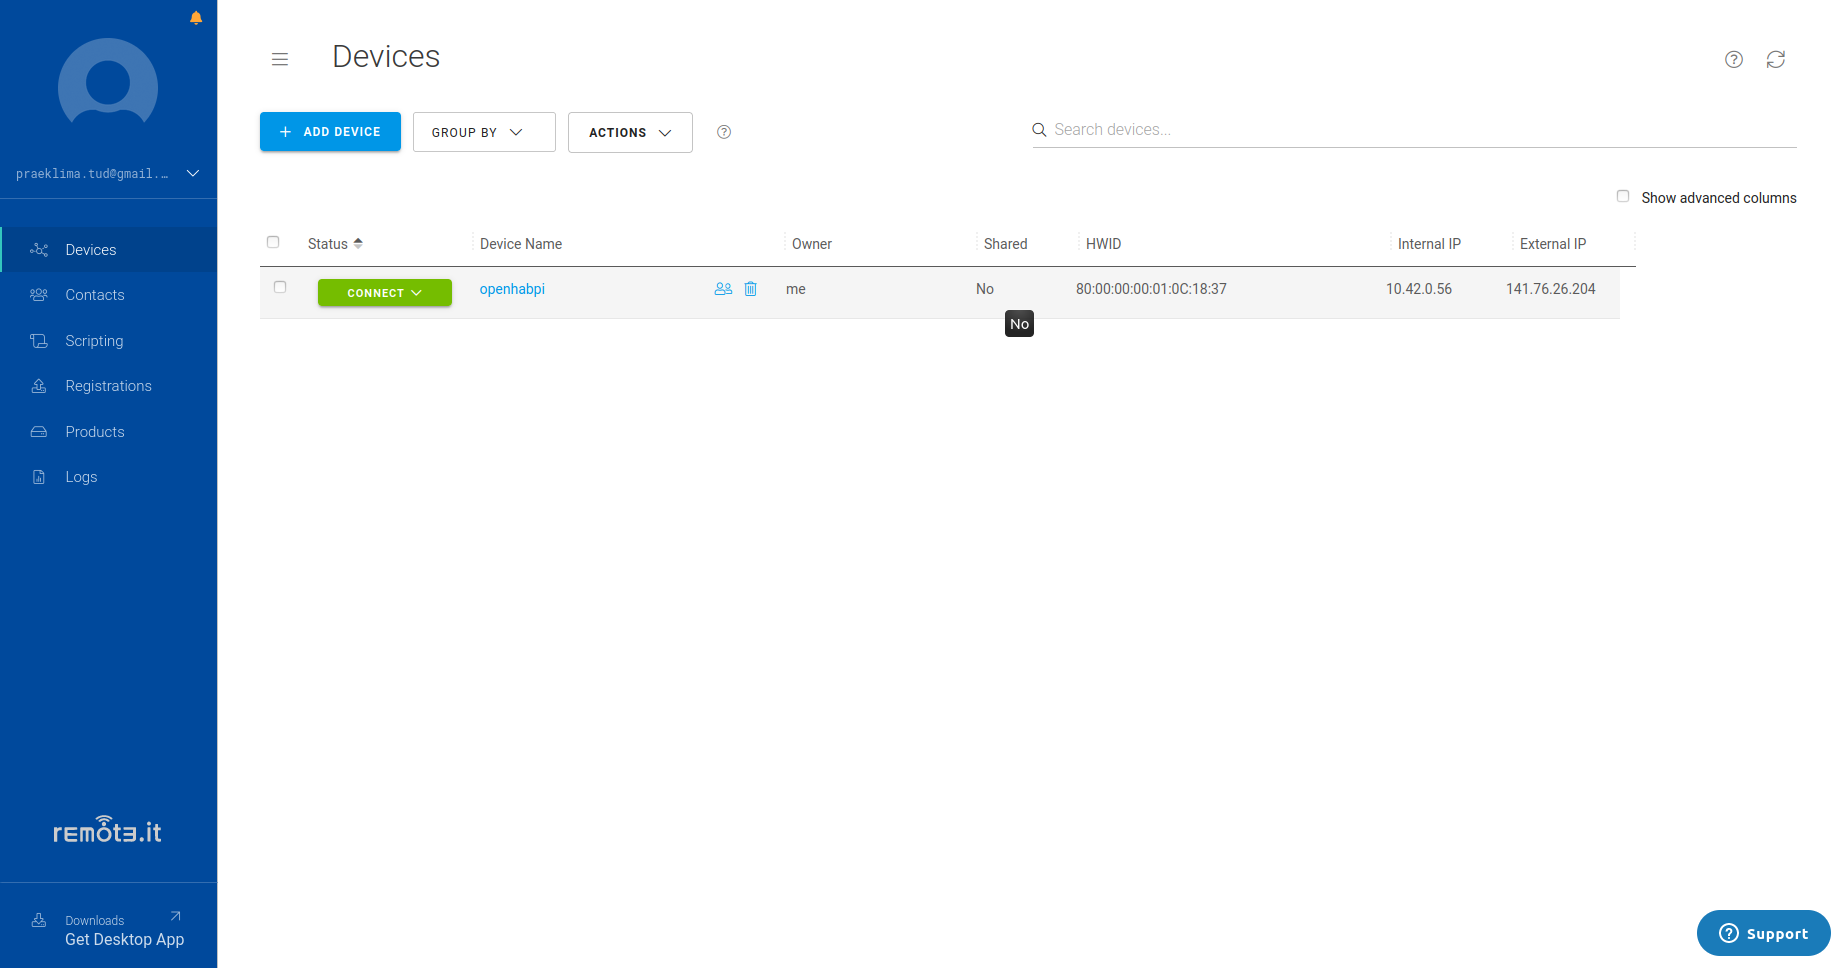 praeklima.tud@gmail.…
Devices
Contacts
Scripting
Registrations
Products
Logs
remot3.it
Downloads
Get Desktop App
Devices
ADD DEVICE
GROUP BY
ACTIONS
Search devices...
Show advanced columns
Status Device Name Owner Shared HWID Internal IP External IP
CONNECT openhabpi me No 80:00:00:00:01:0C:18:37 10.42.0.56 141.76.26.204
No
Support